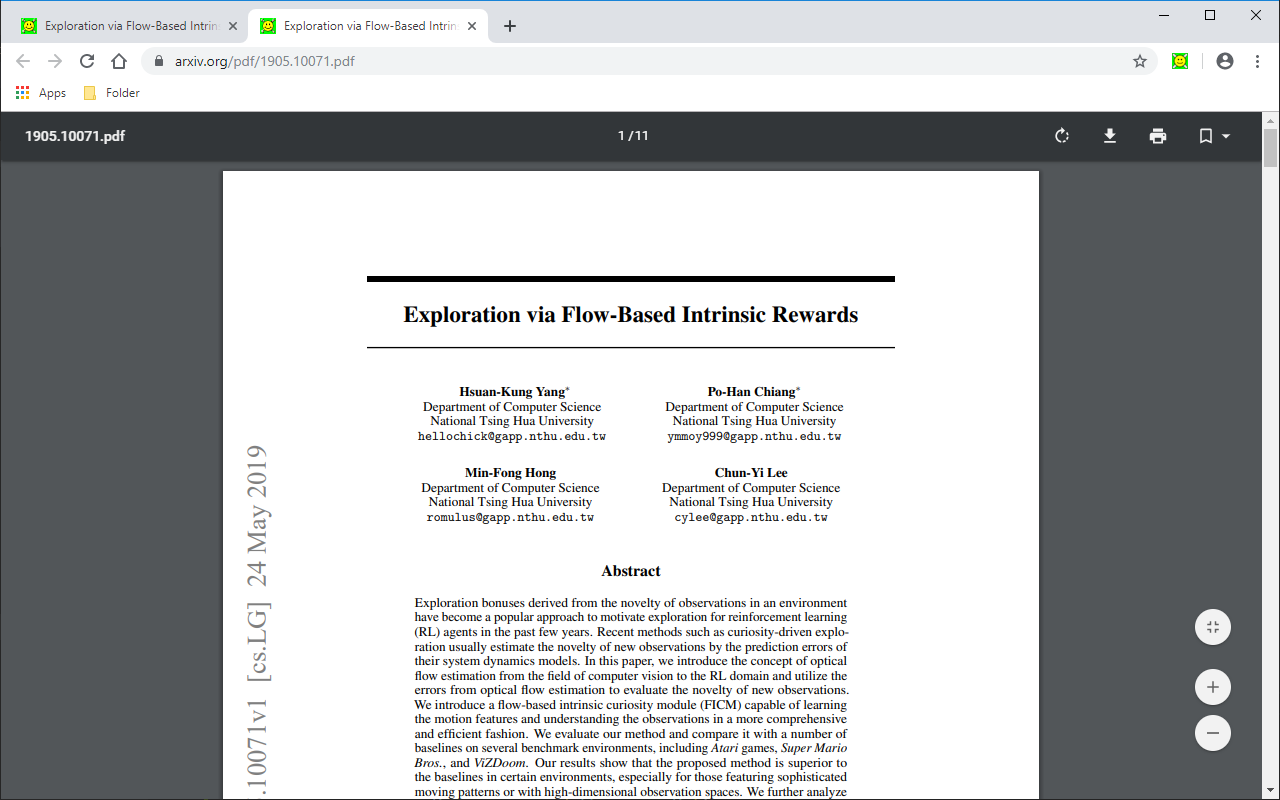 Exploration via Flow-Based Intrin
Exploration via Flow-Based Intrin
arxiv.org/pdf/1905.10071.pdf
Apps
Folder
1905.10071.pdf
1 / 11
Exploration via Flow-Based Intrinsic Rewards
Hsuan-Kung Yang*
Department of Computer Science
National Tsing Hua University
hellochick@gapp.nthu.edu.tw
Po-Han Chiang*
Department of Computer Science
National Tsing Hua University
ymmoy999@gapp.nthu.edu.tw
Min-Fong Hong
Department of Computer Science
National Tsing Hua University
romulus@gapp.nthu.edu.tw
Chun-Yi Lee
Department of Computer Science
National Tsing Hua University
cylee@gapp.nthu.edu.tw
.10071v1 [cs.LG] 24 May 2019
Abstract
Exploration bonuses derived from the novelty of observations in an environment
have become a popular approach to motivate exploration for reinforcement learning
(RL) agents in the past few years. Recent methods such as curiosity-driven explo-
ration usually estimate the novelty of new observations by the prediction errors of
their system dynamics models. In this paper, we introduce the concept of optical
flow estimation from the field of computer vision to the RL domain and utilize the
errors from optical flow estimation to evaluate the novelty of new observations.
We introduce a flow-based intrinsic curiosity module (FICM) capable of learning
the motion features and understanding the observations in a more comprehensive
and efficient fashion. We evaluate our method and compare it with a number of
baselines on several benchmark environments, including Atari games, Super Mario
Bros., and ViZDoom. Our results show that the proposed method is superior to
the baselines in certain environments, especially for those featuring sophisticated
moving patterns or with high-dimensional observation spaces. We further analyze